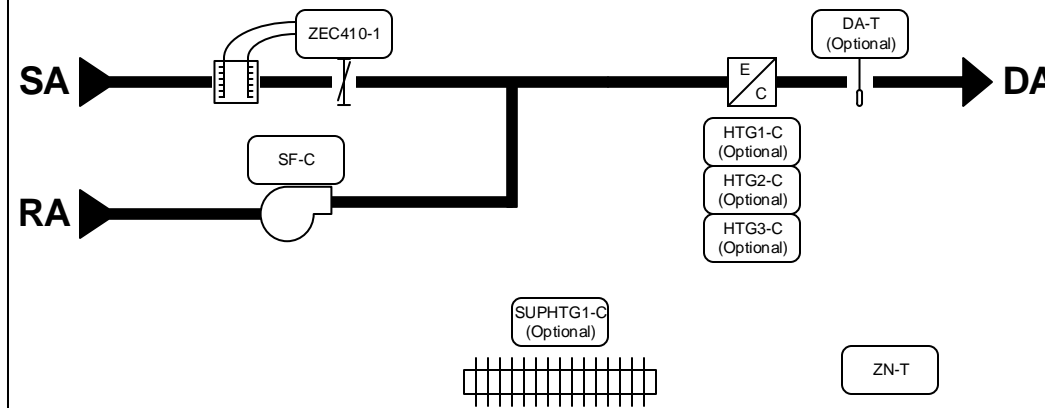 ZEC410-1
DA-T
(Optional)
SA
E
C
DA
SF-C
HTG1-C
(Optional)
RA
HTG2-C
(Optional)
HTG3-C
(Optional)
SUPHTG1-C
(Optional)
ZN-T